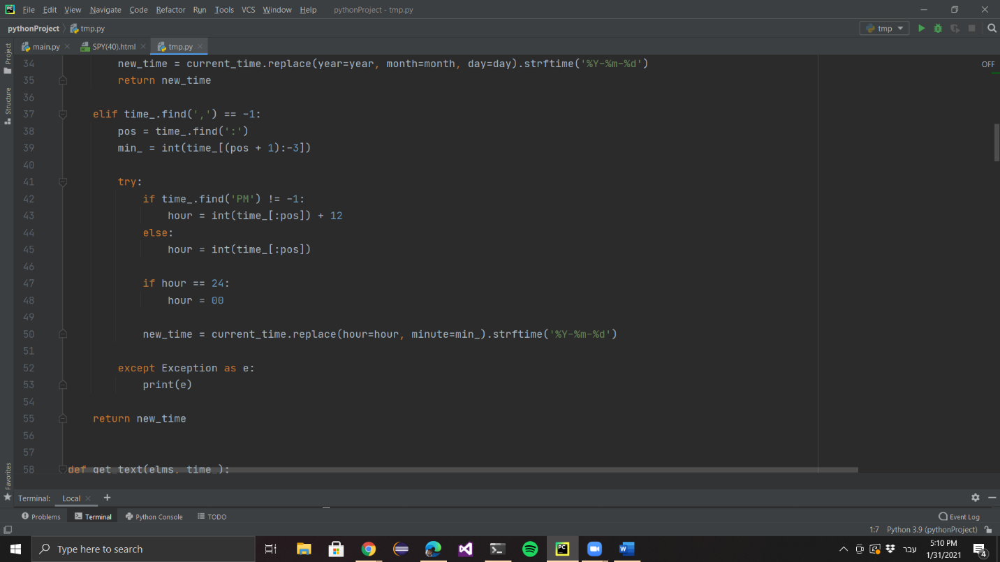 File Edit View Navigate Code Refactor Run Tools VCS Window Help pythonProject - tmp.py
pythonProject tmp.py tmp
Project
main.py SPY(40).html tmp.py
OFF
34 new_time = current_time.replace(year=year, month=month, day=day).strftime('%Y-%m-%d')
35 return new_time
36
37 elif time_.find(',') == -1:
38 pos = time_.find(':')
39 min_ = int(time_[(pos + 1):-3])
40
41 try:
42 if time_.find('PM') != -1:
43 hour = int(time_[:pos]) + 12
44 else:
45 hour = int(time_[:pos])
46
47 if hour == 24:
48 hour = 00
49
50 new_time = current_time.replace(hour=hour, minute=min_).strftime('%Y-%m-%d')
51
52 except Exception as e:
53 print(e)
54
55 return new_time
56
57
58 def get_text(elms, time_):
Structure
Favorites
Terminal: Local +
Problems Terminal Python Console TODO Event Log
1:7 Python 3.9 (pythonProject)
Type here to search
PC
עבר
5:10 PM
1/31/2021
4